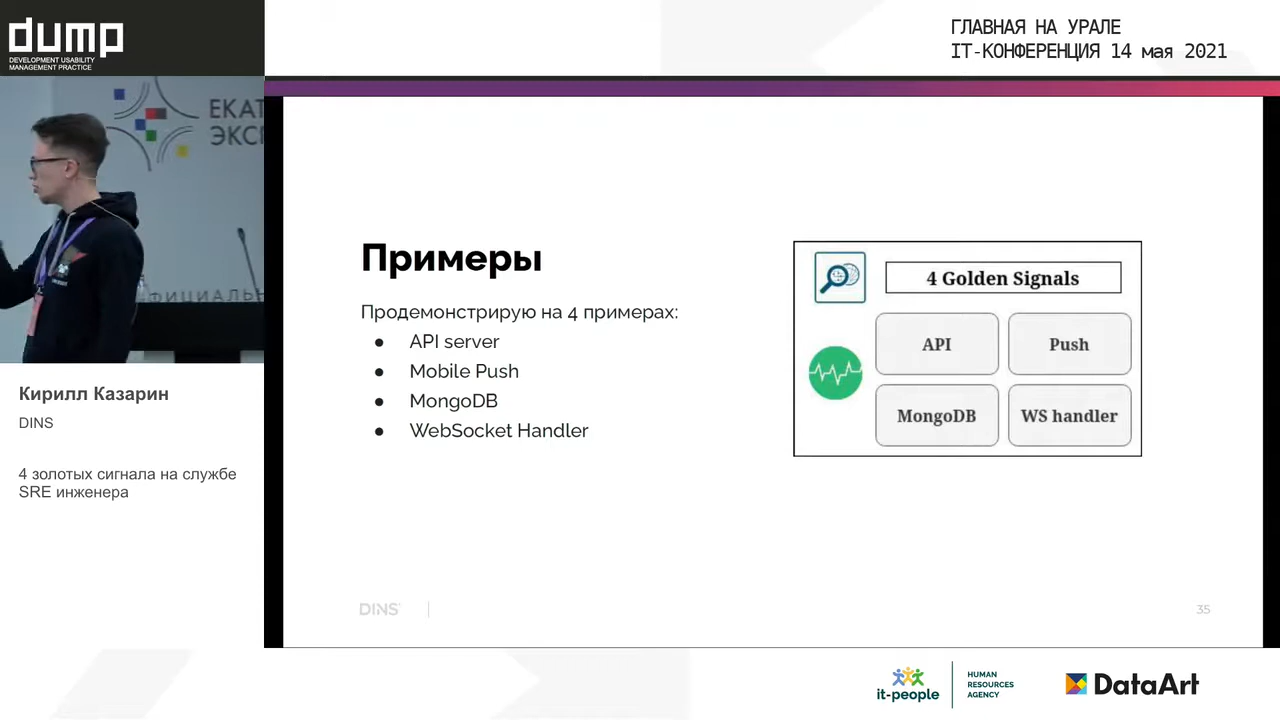 dump
DEVELOPMENT USABILITY
MANAGEMENT PRACTICE
ГЛАВНАЯ НА УРАЛЕ
IT-КОНФЕРЕНЦИЯ 14 мая 2021
Кирилл Казарин
DINS
4 золотых сигнала на службе
SRE инженера
Примеры
Продемонстрирую на 4 примерах:
● API server
● Mobile Push
● MongoDB
● WebSocket Handler
4 Golden Signals
API
Push
MongoDB
WS handler
DINS
35
it-people
HUMAN
RESOURCES
AGENCY
DataArt